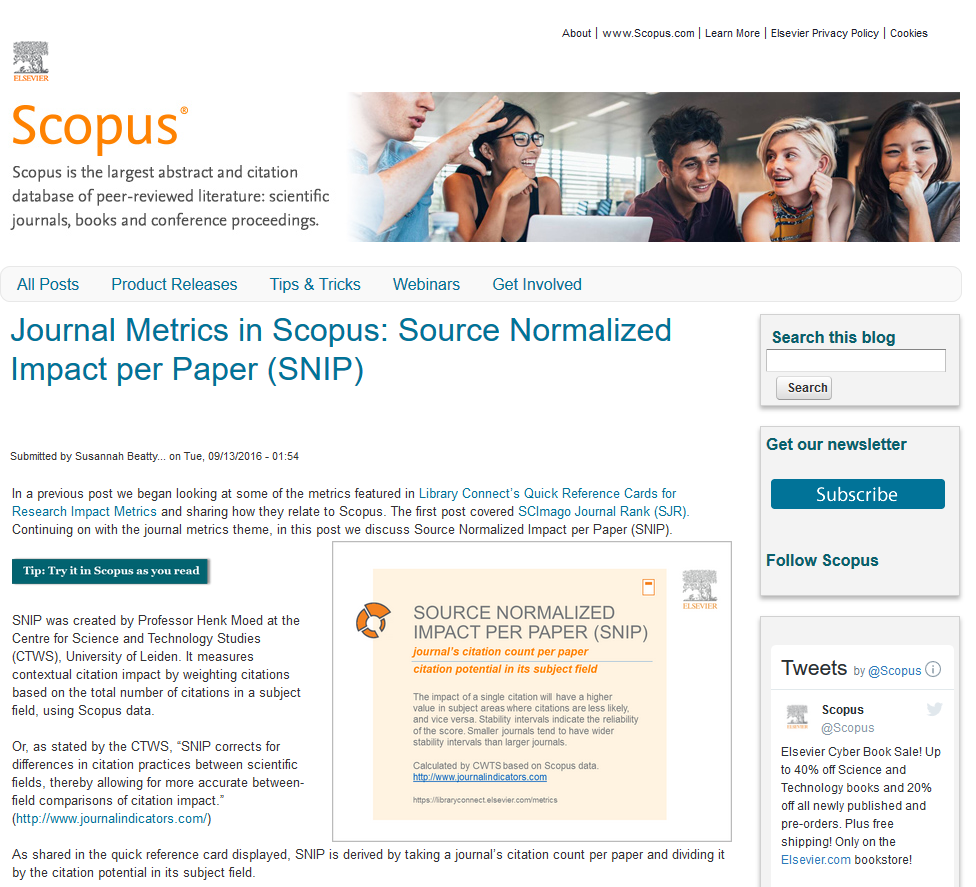 About | www.Scopus.com | Learn More | Elsevier Privacy Policy | Cookies
ELSEVIER
Scopus®
Scopus is the largest abstract and citation
database of peer-reviewed literature: scientific
journals, books and conference proceedings.
All Posts Product Releases Tips & Tricks Webinars Get Involved
Journal Metrics in Scopus: Source Normalized
Impact per Paper (SNIP)
Submitted by Susannah Beatty... on Tue, 09/13/2016 - 01:54
In a previous post we began looking at some of the metrics featured in Library Connect's Quick Reference Cards for
Research Impact Metrics and sharing how they relate to Scopus. The first post covered SCImago Journal Rank (SJR).
Continuing on with the journal metrics theme, in this post we discuss Source Normalized Impact per Paper (SNIP).
Tip: Try it in Scopus as you read
SNIP was created by Professor Henk Moed at the
Centre for Science and Technology Studies
(CTWS), University of Leiden. It measures
contextual citation impact by weighting citations
based on the total number of citations in a subject
field, using Scopus data.
Or, as stated by the CTWS, “SNIP corrects for
differences in citation practices between scientific
fields, thereby allowing for more accurate between-
field comparisons of citation impact.”
(http://www.journalindicators.com/)
ELSEVIER
SOURCE NORMALIZED
IMPACT PER PAPER (SNIP)
journal's citation count per paper
citation potential in its subject field
The impact of a single citation will have a higher
value in subject areas where citations are less likely,
and vice versa. Stability intervals indicate the reliability
of the score. Smaller journals tend to have wider
stability intervals than larger journals.
Calculated by CWTS based on Scopus data.
http://www.journalindicators.com
https://libraryconnect.elsevier.com/metrics
As shared in the quick reference card displayed, SNIP is derived by taking a journal's citation count per paper and dividing it
by the citation potential in its subject field.
Search this blog
Search
Get our newsletter
Subscribe
Follow Scopus
Tweets by @Scopus
Scopus
@Scopus
Elsevier Cyber Book Sale! Up
to 40% off Science and
Technology books and 20%
off all newly published and
pre-orders. Plus free
shipping! Only on the
Elsevier.com bookstore!